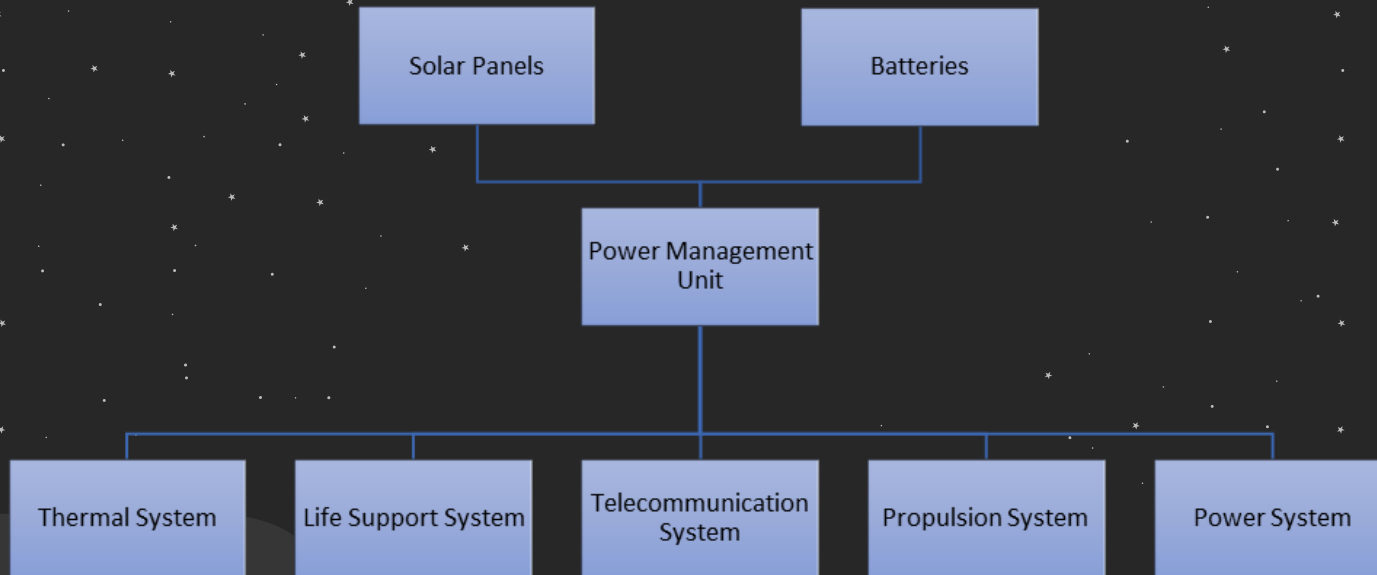 Solar Panels
Batteries
Power Management
Unit
Thermal System
Life Support System
Telecommunication
System
Propulsion System
Power System